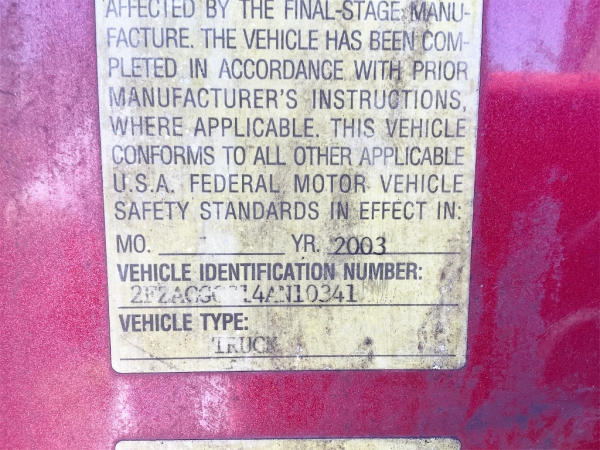 AFFECTED BY THE FINAL-STAGE MANU-
FACTURE. THE VEHICLE HAS BEEN COM-
PLETED IN ACCORDANCE WITH PRIOR
MANUFACTURER'S INSTRUCTIONS,
WHERE APPLICABLE. THIS VEHICLE
CONFORMS TO ALL OTHER APPLICABLE
U.S.A. FEDERAL MOTOR VEHICLE
SAFETY STANDARDS IN EFFECT IN:
MO. - YR. 2003
VEHICLE IDENTIFICATION NUMBER:
VEHICLE TYPE:
TRUCK